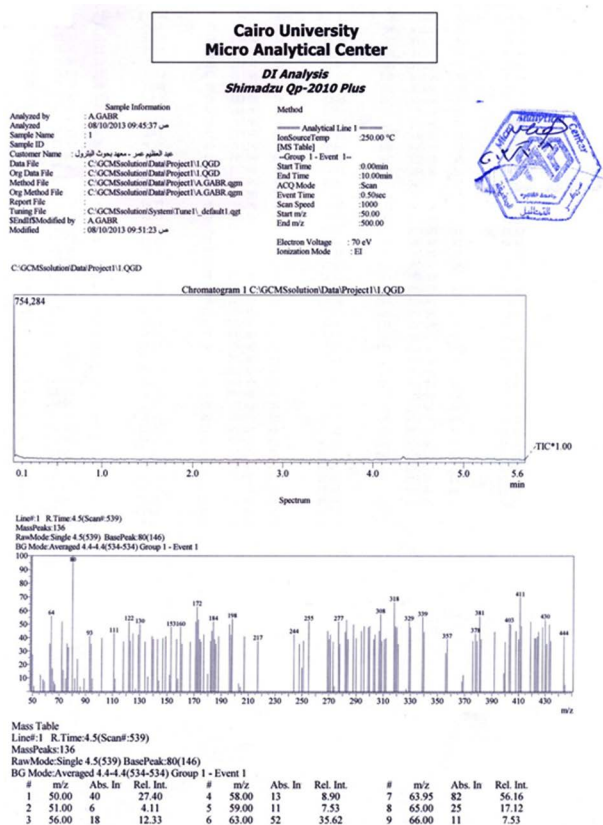 Cairo University
Micro Analytical Center
DI Analysis
Shimadzu Qp-2010 Plus
Sample Information
Analyzed by : A.GABR
Analyzed : 08/10/2013 09:45:37 ص
Sample Name : 1
Sample ID :
Customer Name : عبد العظيم عمر - معهد بحوث البترول
Data File : C:\GCMSsolution\Data\Project1\1.QGD
Org Data File : C:\GCMSsolution\Data\Project1\1.QGD
Method File : C:\GCMSsolution\Data\Project1\A.GABR.qgm
Org Method File : C:\GCMSsolution\Data\Project1\A.GABR.qgm
Report File :
Tuning File : C:\GCMSsolution\System\Tune1\_default1.qgt
$EndIf$Modified by : A.GABR
Modified : 08/10/2013 09:51:23 ص
Method
Analytical Line 1
IonSourceTemp :250.00 °C
[MS Table]
--Group 1 - Event 1--
Start Time :0.00min
End Time :10.00min
ACQ Mode :Scan
Event Time :0.50sec
Scan Speed :1000
Start m/z :50.00
End m/z :500.00
Electron Voltage : 70 eV
Ionization Mode : EI
Analytical Center
جامعة القاهرة
C:\GCMSsolution\Data\Project1\1.QGD
Chromatogram 1 C:\GCMSsolution\Data\Project1\1.QGD
754,284
TIC*1.00
0.1 1.0 2.0 3.0 4.0 5.0 5.6
min
Spectrum
Line#:1 R.Time:4.5(Scan#:539)
MassPeaks:136
RawMode:Single 4.5(539) BasePeak:80(146)
BG Mode:Averaged 4.4-4.4(534-534) Group 1 - Event 1
100
90
80
70
60
50
40
30
20
10
64 80 93 111 122 130 153 160 172 184 198 217 244 255 277 308 318 329 339 357 378 381 403 411 430 444
50 70 90 110 130 150 170 190 210 230 250 270 290 310 330 350 370 390 410 430
m/z
Mass Table
Line#:1 R.Time:4.5(Scan#:539)
MassPeaks:136
RawMode:Single 4.5(539) BasePeak:80(146)
BG Mode:Averaged 4.4-4.4(534-534) Group 1 - Event 1
# m/z Abs. In Rel. Int. # m/z Abs. In Rel. Int. # m/z Abs. In Rel. Int.
1 50.00 40 27.40 4 58.00 13 8.90 7 63.95 82 56.16
2 51.00 6 4.11 5 59.00 11 7.53 8 65.00 25 17.12
3 56.00 18 12.33 6 63.00 52 35.62 9 66.00 11 7.53